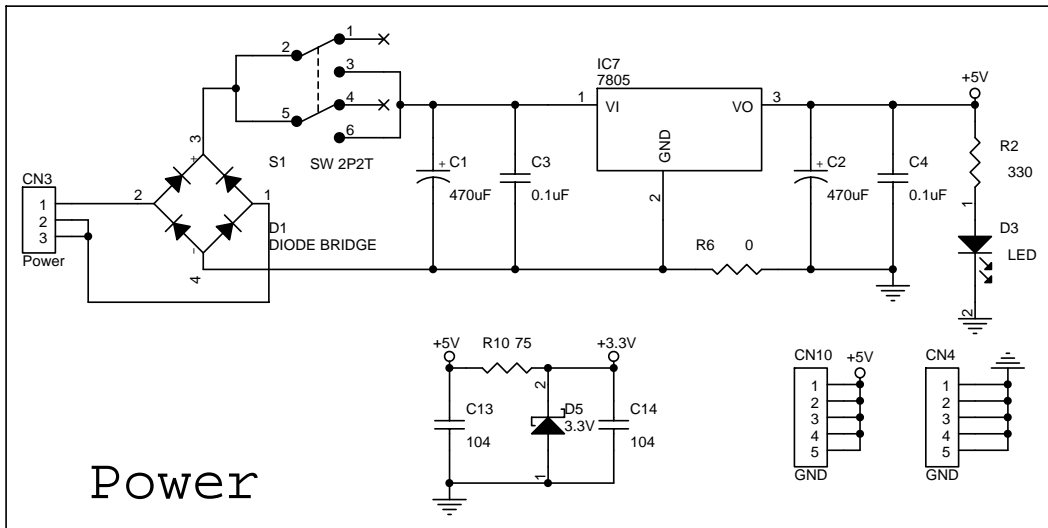 1
2
3
4
5
6
S1
SW 2P2T
3
+
2
1
-
4
D1
DIODE BRIDGE
CN3
1
2
3
Power
+
C1
470uF
C3
0.1uF
IC7
7805
1
VI
VO
3
GND
2
R6 0
+
C2
470uF
C4
0.1uF
+5V
R2
330
1
D3
LED
2
+5V
R10 75
+3.3V
C13
104
2
D5
3.3V
1
C14
104
CN10
+5V
1
2
3
4
5
GND
CN4
1
2
3
4
5
GND
Power